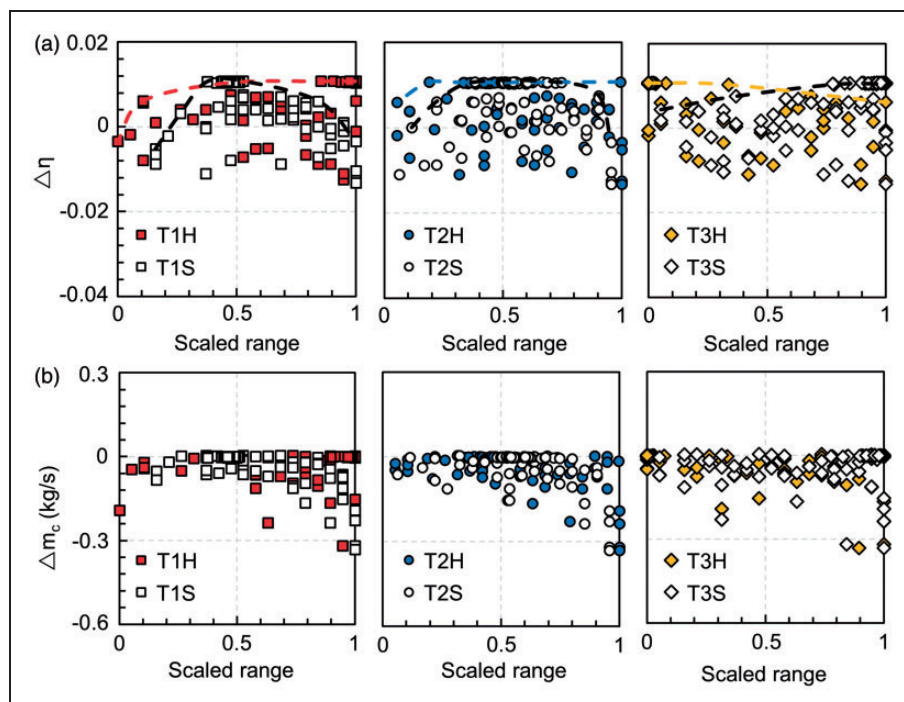 (a)
Δη
0.02
0
-0.02
-0.04
T1H
T1S
0 0.5 1
Scaled range
T2H
T2S
0 0.5 1
Scaled range
T3H
T3S
0 0.5 1
Scaled range
(b)
Δmc (kg/s)
0.3
0
-0.3
-0.6
T1H
T1S
0 0.5 1
Scaled range
T2H
T2S
0 0.5 1
Scaled range
T3H
T3S
0 0.5 1
Scaled range